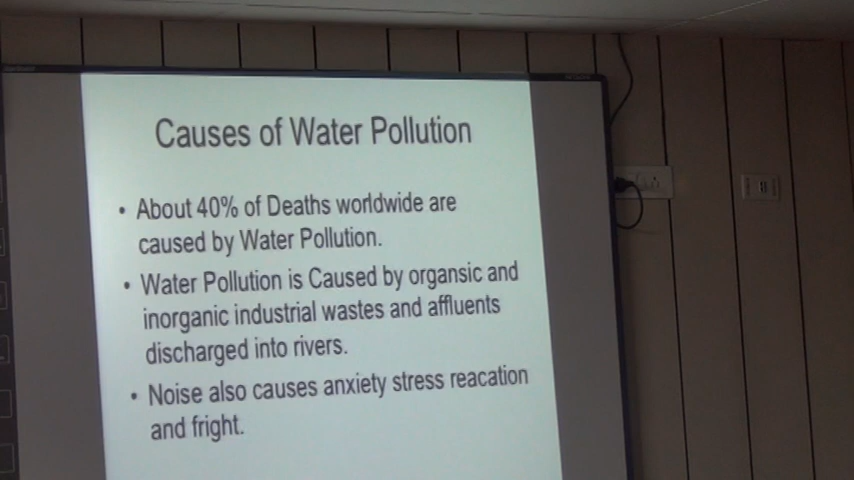 Causes of Water Pollution
• About 40% of Deaths worldwide are
caused by Water Pollution.
• Water Pollution is Caused by organsic and
inorganic industrial wastes and affluents
discharged into rivers.
• Noise also causes anxiety stress reacation
and fright.